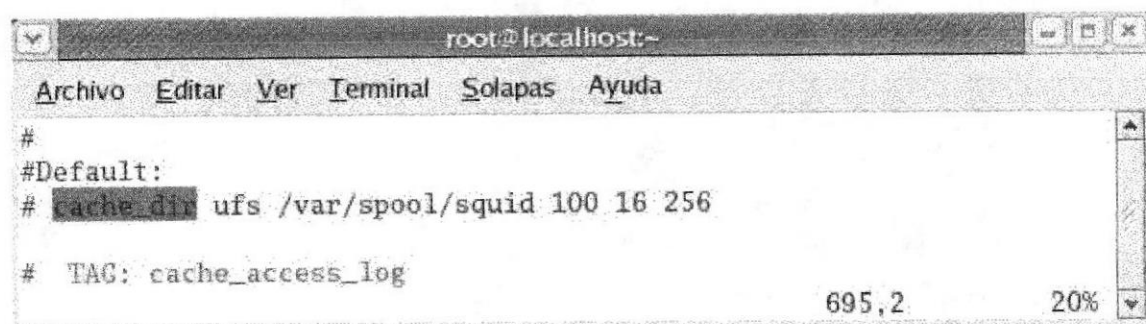 root@localhost:~
Archivo Editar Ver Terminal Solapas Ayuda
#
#Default:
# cache_dir ufs /var/spool/squid 100 16 256
# TAG: cache_access_log
695,2 20%